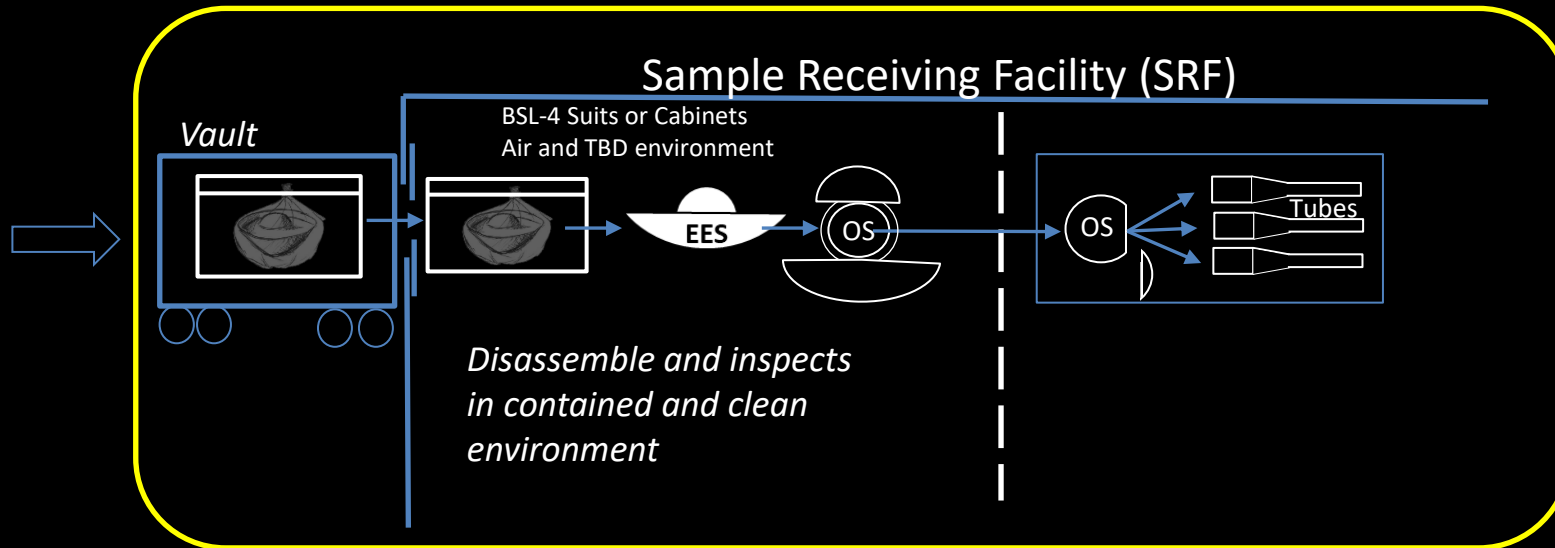 Sample Receiving Facility (SRF)
Vault
BSL-4 Suits or Cabinets
Air and TBD environment
EES
OS
OS
Tubes
Disassemble and inspects
in contained and clean
environment